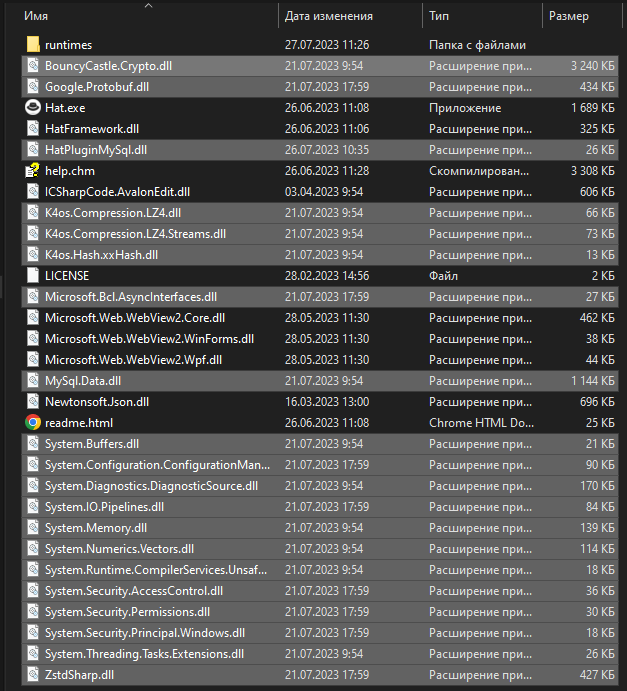 Имя Дата изменения Тип Размер
runtimes 27.07.2023 11:26 Папка с файлами
BouncyCastle.Crypto.dll 21.07.2023 9:54 Расширение при... 3 240 КБ
Google.Protobuf.dll 21.07.2023 17:59 Расширение при... 434 КБ
Hat.exe 26.06.2023 11:08 Приложение 1 689 КБ
HatFramework.dll 26.06.2023 11:06 Расширение при... 325 КБ
HatPluginMySql.dll 26.07.2023 10:35 Расширение при... 26 КБ
help.chm 26.06.2023 11:28 Скомпилирован... 3 308 КБ
ICSharpCode.AvalonEdit.dll 03.04.2023 9:54 Расширение при... 606 КБ
K4os.Compression.LZ4.dll 21.07.2023 9:54 Расширение при... 66 КБ
K4os.Compression.LZ4.Streams.dll 21.07.2023 9:54 Расширение при... 73 КБ
K4os.Hash.xxHash.dll 21.07.2023 9:54 Расширение при... 13 КБ
LICENSE 28.02.2023 14:56 Файл 2 КБ
Microsoft.Bcl.AsyncInterfaces.dll 21.07.2023 17:59 Расширение при... 27 КБ
Microsoft.Web.WebView2.Core.dll 28.05.2023 11:30 Расширение при... 462 КБ
Microsoft.Web.WebView2.WinForms.dll 28.05.2023 11:30 Расширение при... 38 КБ
Microsoft.Web.WebView2.Wpf.dll 28.05.2023 11:30 Расширение при... 44 КБ
MySql.Data.dll 21.07.2023 9:54 Расширение при... 1 144 КБ
Newtonsoft.Json.dll 16.03.2023 13:00 Расширение при... 696 КБ
readme.html 26.06.2023 11:08 Chrome HTML Do... 25 КБ
System.Buffers.dll 21.07.2023 9:54 Расширение при... 21 КБ
System.Configuration.ConfigurationMan... 21.07.2023 17:59 Расширение при... 90 КБ
System.Diagnostics.DiagnosticSource.dll 21.07.2023 9:54 Расширение при... 170 КБ
System.IO.Pipelines.dll 21.07.2023 17:59 Расширение при... 84 КБ
System.Memory.dll 21.07.2023 9:54 Расширение при... 139 КБ
System.Numerics.Vectors.dll 21.07.2023 9:54 Расширение при... 114 КБ
System.Runtime.CompilerServices.Unsaf... 21.07.2023 9:54 Расширение при... 18 КБ
System.Security.AccessControl.dll 21.07.2023 17:59 Расширение при... 36 КБ
System.Security.Permissions.dll 21.07.2023 17:59 Расширение при... 30 КБ
System.Security.Principal.Windows.dll 21.07.2023 17:59 Расширение при... 18 КБ
System.Threading.Tasks.Extensions.dll 21.07.2023 9:54 Расширение при... 26 КБ
ZstdSharp.dll 21.07.2023 17:59 Расширение при... 427 КБ